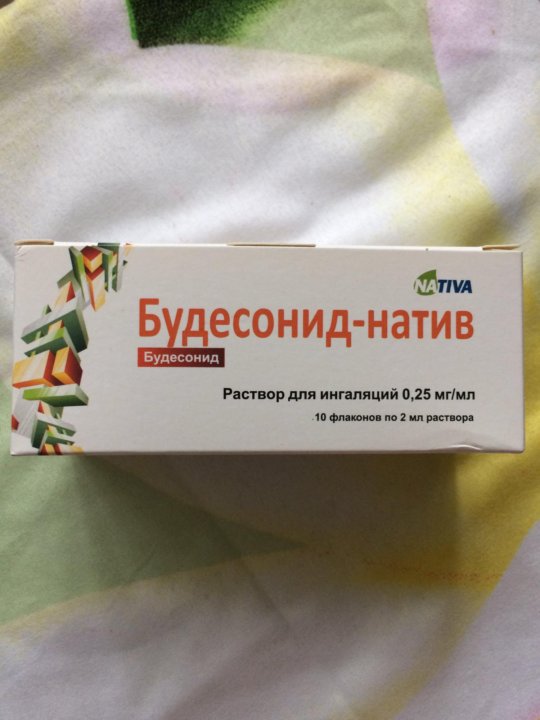 NATIVA
Будесонид-натив
Будесонид
Раствор для ингаляций 0,25 мг/мл
10 флаконов по 2 мл раствора